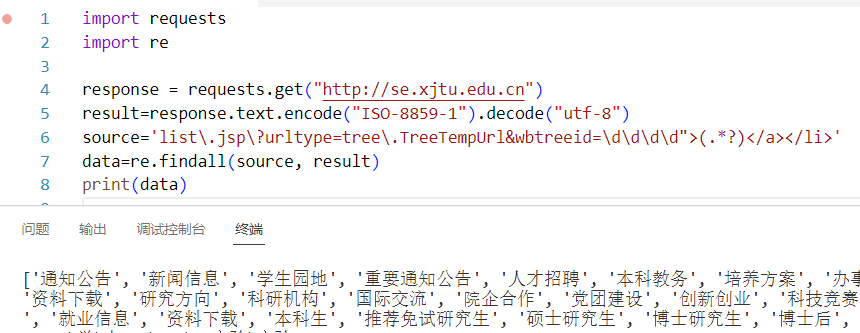 1 import requests
2 import re
3
4 response = requests.get("http://se.xjtu.edu.cn")
5 result=response.text.encode("ISO-8859-1").decode("utf-8")
6 source='list\.jsp\?urltype=tree\.TreeTempUrl&wbtreeid=\d\d\d\d">(.*?)</a></li>'
7 data=re.findall(source, result)
8 print(data)
问题 输出 调试控制台 终端
['通知公告', '新闻信息', '学生园地', '重要通知公告', '人才招聘', '本科教务', '培养方案', '办事
'资料下载', '研究方向', '科研机构', '国际交流', '院企合作', '党团建设', '创新创业', '科技竞赛
', '就业信息', '资料下载', '本科生', '推荐免试研究生', '硕士研究生', '博士研究生', '博士后',